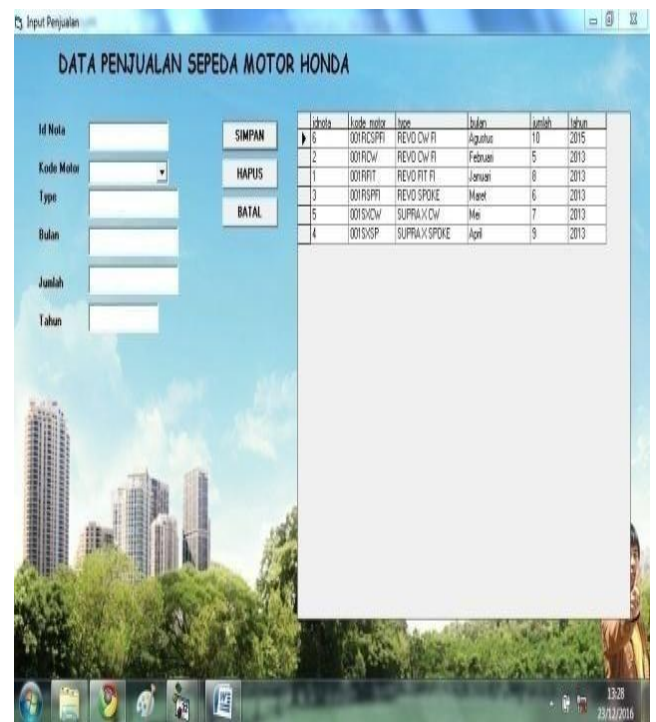 Input Penjualan
DATA PENJUALAN SEPEDA MOTOR HONDA
Id Nota
Kode Motor
Type
Bulan
Jumlah
Tahun
SIMPAN
HAPUS
BATAL
idnota kode_motor type bulan jumlah tahun
6 001RCSPFI REVO CW FI Agustus 10 2015
2 001RCW REVO CW FI Februari 5 2013
1 001RFIT REVO FIT FI Januari 8 2013
3 001RSPFI REVO SPOKE Maret 6 2013
5 001SXCW SUPRA X CW Mei 7 2013
4 001SXSP SUPRA X SPOKE April 9 2013
13:28
23/12/2016